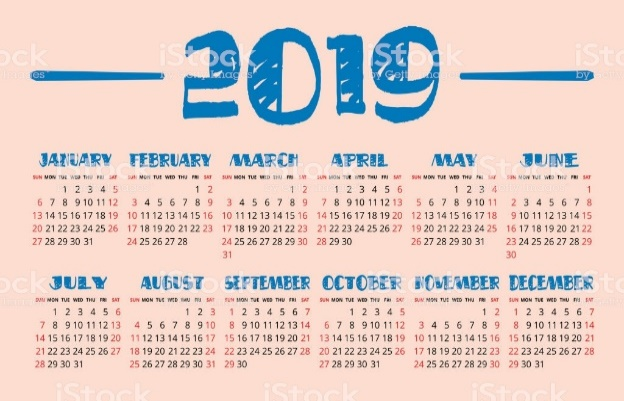 iStock iStock iStock iStock
2019
by Getty Images
JANUARY
SUN MON TUE WED THU FRI SAT
1 2 3 4 5
6 7 8 9 10 11 12
13 14 15 16 17 18 19
20 21 22 23 24 25 26
27 28 29 30 31
FEBRUARY
SUN MON TUE WED THU FRI SAT
1 2
3 4 5 6 7 8 9
10 11 12 13 14 15 16
17 18 19 20 21 22 23
24 25 26 27 28
MARCH
SUN MON TUE WED THU FRI SAT
1 2
3 4 5 6 7 8 9
10 11 12 13 14 15 16
17 18 19 20 21 22 23
24 25 26 27 28 29 30
31
APRIL
SUN MON TUE WED THU FRI SAT
1 2 3 4 5 6
7 8 9 10 11 12 13
14 15 16 17 18 19 20
21 22 23 24 25 26 27
28 29 30
MAY
SUN MON TUE WED THU FRI SAT
1 2 3 4
5 6 7 8 9 10 11
12 13 14 15 16 17 18
19 20 21 22 23 24 25
26 27 28 29 30 31
JUNE
SUN MON TUE WED THU FRI SAT
1
2 3 4 5 6 7 8
9 10 11 12 13 14 15
16 17 18 19 20 21 22
23 24 25 26 27 28 29
30
JULY
SUN MON TUE WED THU FRI SAT
1 2 3 4 5 6
7 8 9 10 11 12 13
14 15 16 17 18 19 20
21 22 23 24 25 26 27
28 29 30 31
AUGUST
SUN MON TUE WED THU FRI SAT
1 2 3
4 5 6 7 8 9 10
11 12 13 14 15 16 17
18 19 20 21 22 23 24
25 26 27 28 29 30 31
SEPTEMBER
SUN MON TUE WED THU FRI SAT
1 2 3 4 5 6 7
8 9 10 11 12 13 14
15 16 17 18 19 20 21
22 23 24 25 26 27 28
29 30
OCTOBER
SUN MON TUE WED THU FRI SAT
1 2 3 4 5
6 7 8 9 10 11 12
13 14 15 16 17 18 19
20 21 22 23 24 25 26
27 28 29 30 31
NOVEMBER
SUN MON TUE WED THU FRI SAT
1 2
3 4 5 6 7 8 9
10 11 12 13 14 15 16
17 18 19 20 21 22 23
24 25 26 27 28 29 30
DECEMBER
SUN MON TUE WED THU FRI SAT
1 2 3 4 5 6 7
8 9 10 11 12 13 14
15 16 17 18 19 20 21
22 23 24 25 26 27 28
29 30 31
iStock iStock iStock iStock